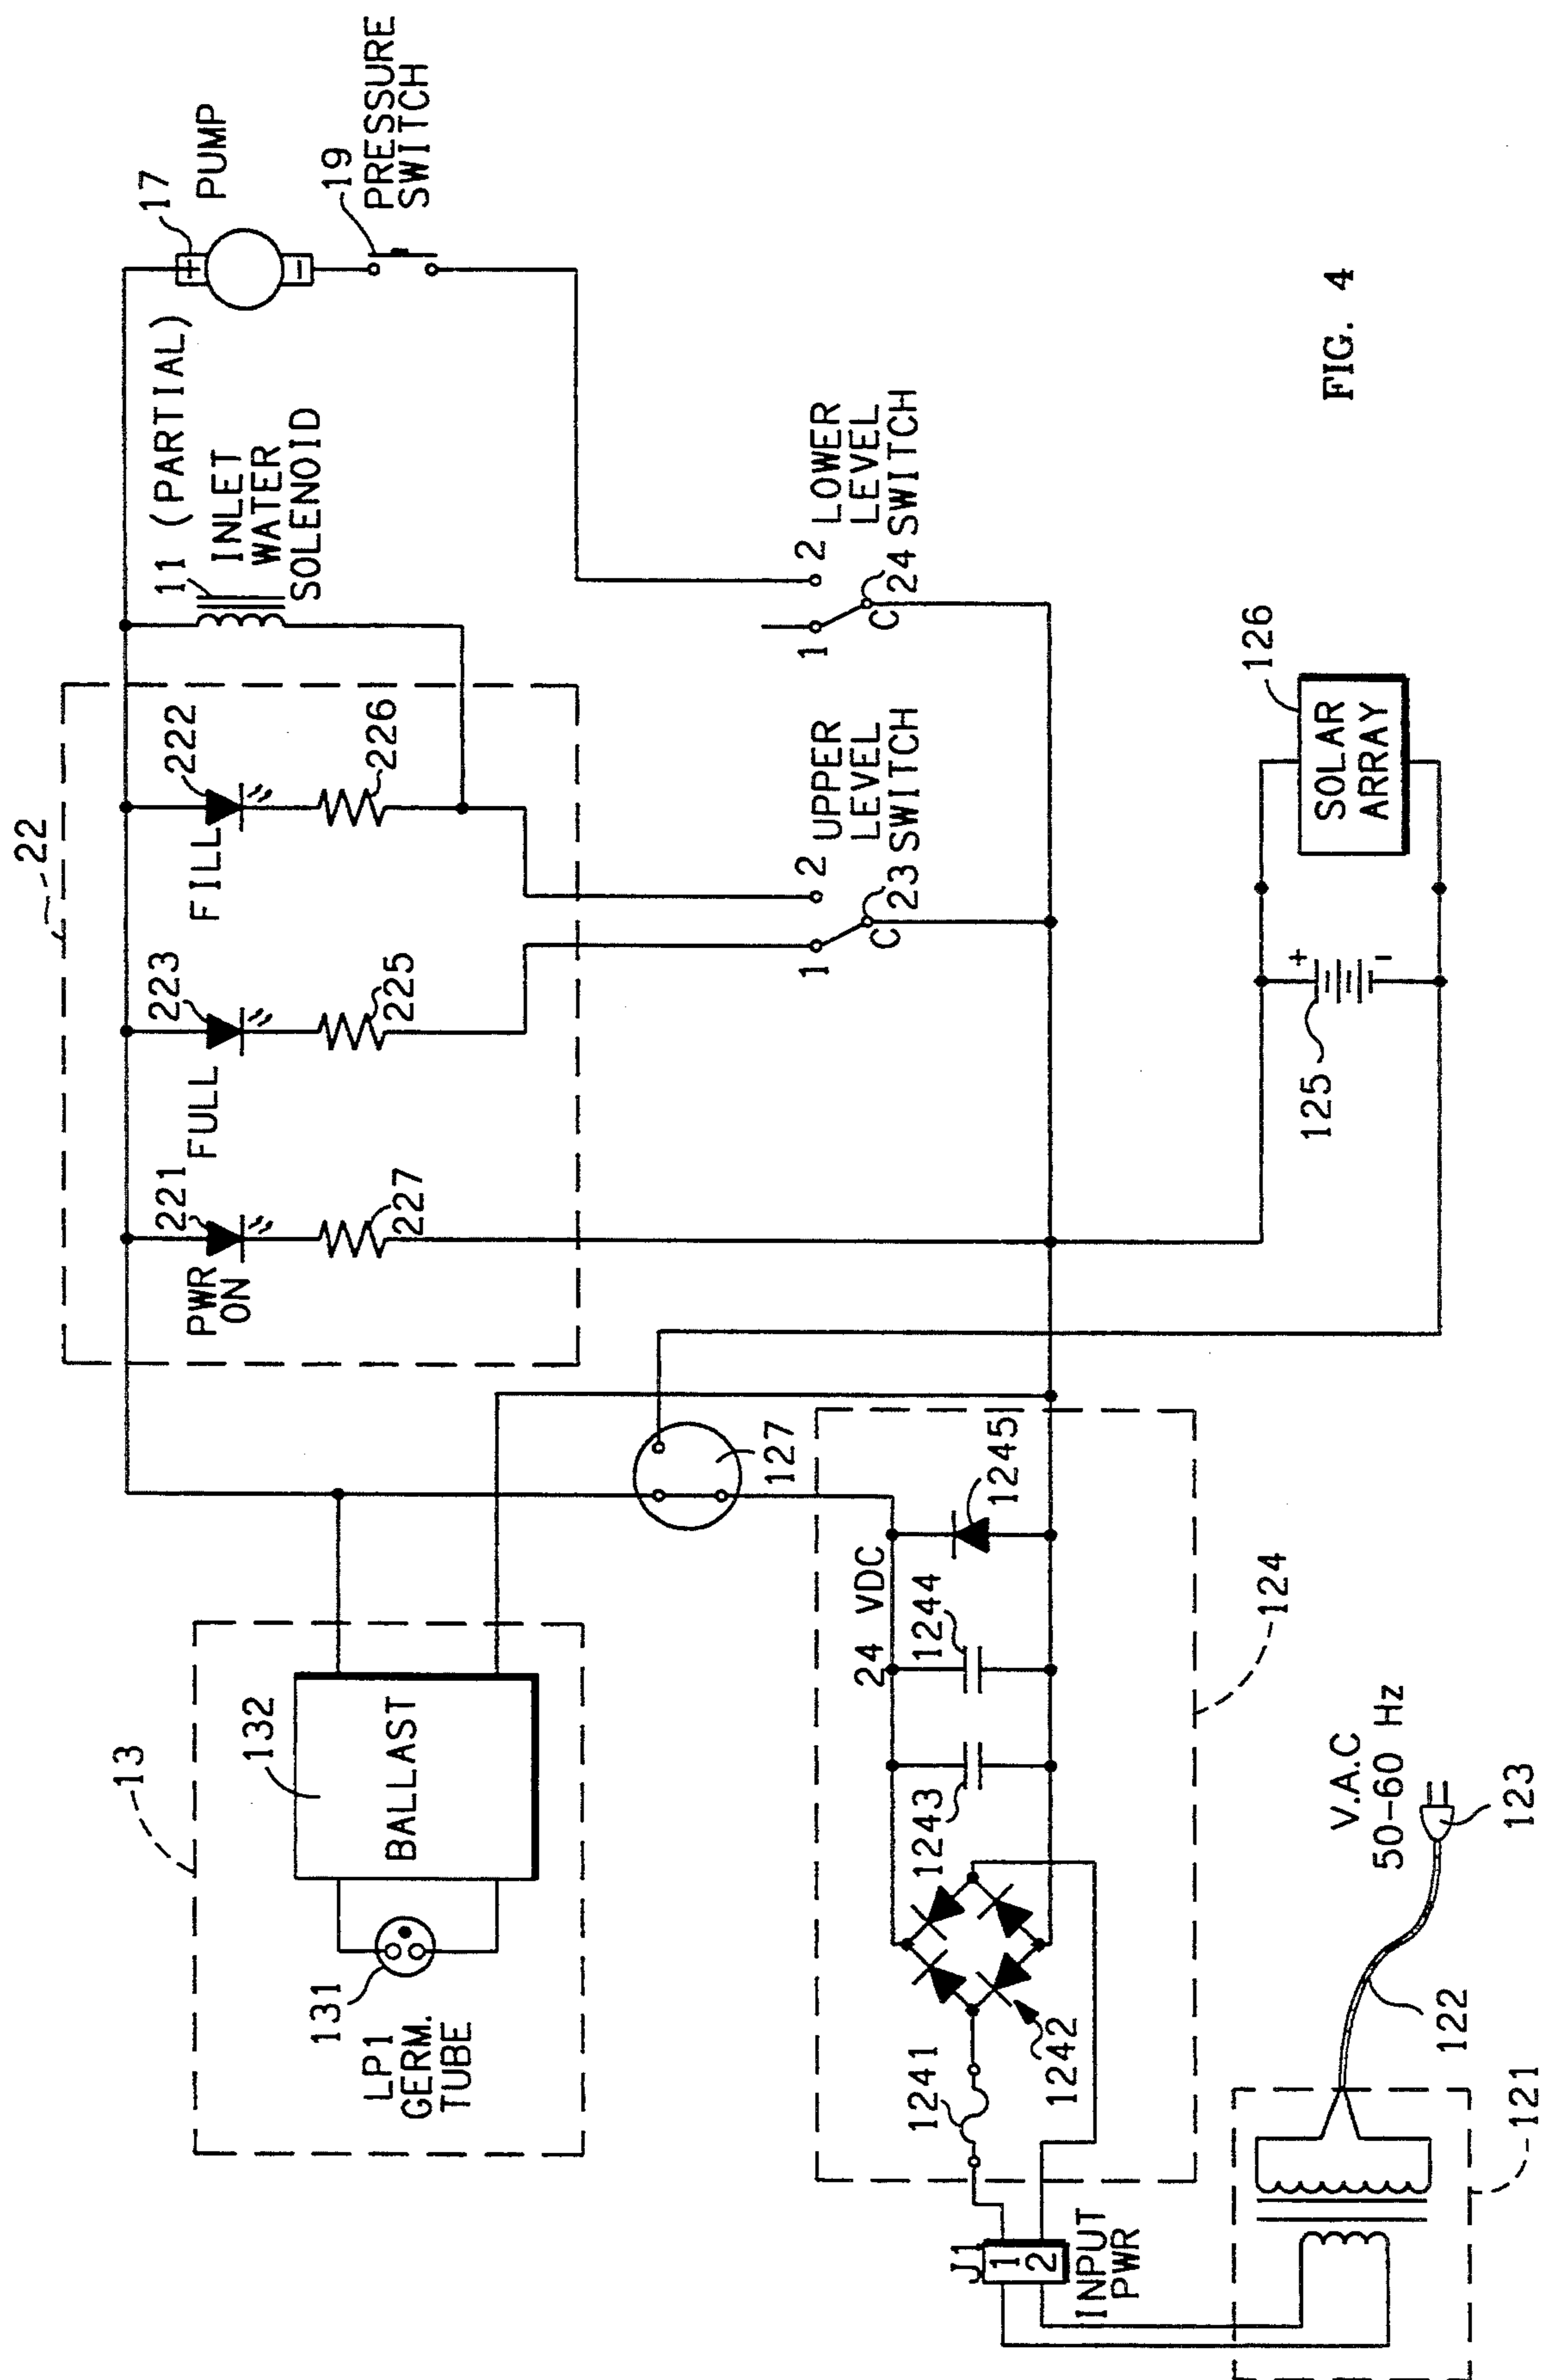 22
PWR
ON
221
227
FULL
223
225
FILL
222
226
11 (PARTIAL)
INLET
WATER
SOLENOID
17
PUMP
+
-
19
PRESSURE
SWITCH
13
132
BALLAST
131
LP1
GERM.
TUBE
127
1
2
C
23
UPPER
LEVEL
SWITCH
1
2
C
24
LOWER
LEVEL
SWITCH
24 VDC
1241
1242
1243
1244
1245
124
J1
1
2
INPUT
PWR
121
122
123
V.A.C
50-60 Hz
125
+
-
SOLAR
ARRAY
126
FIG. 4